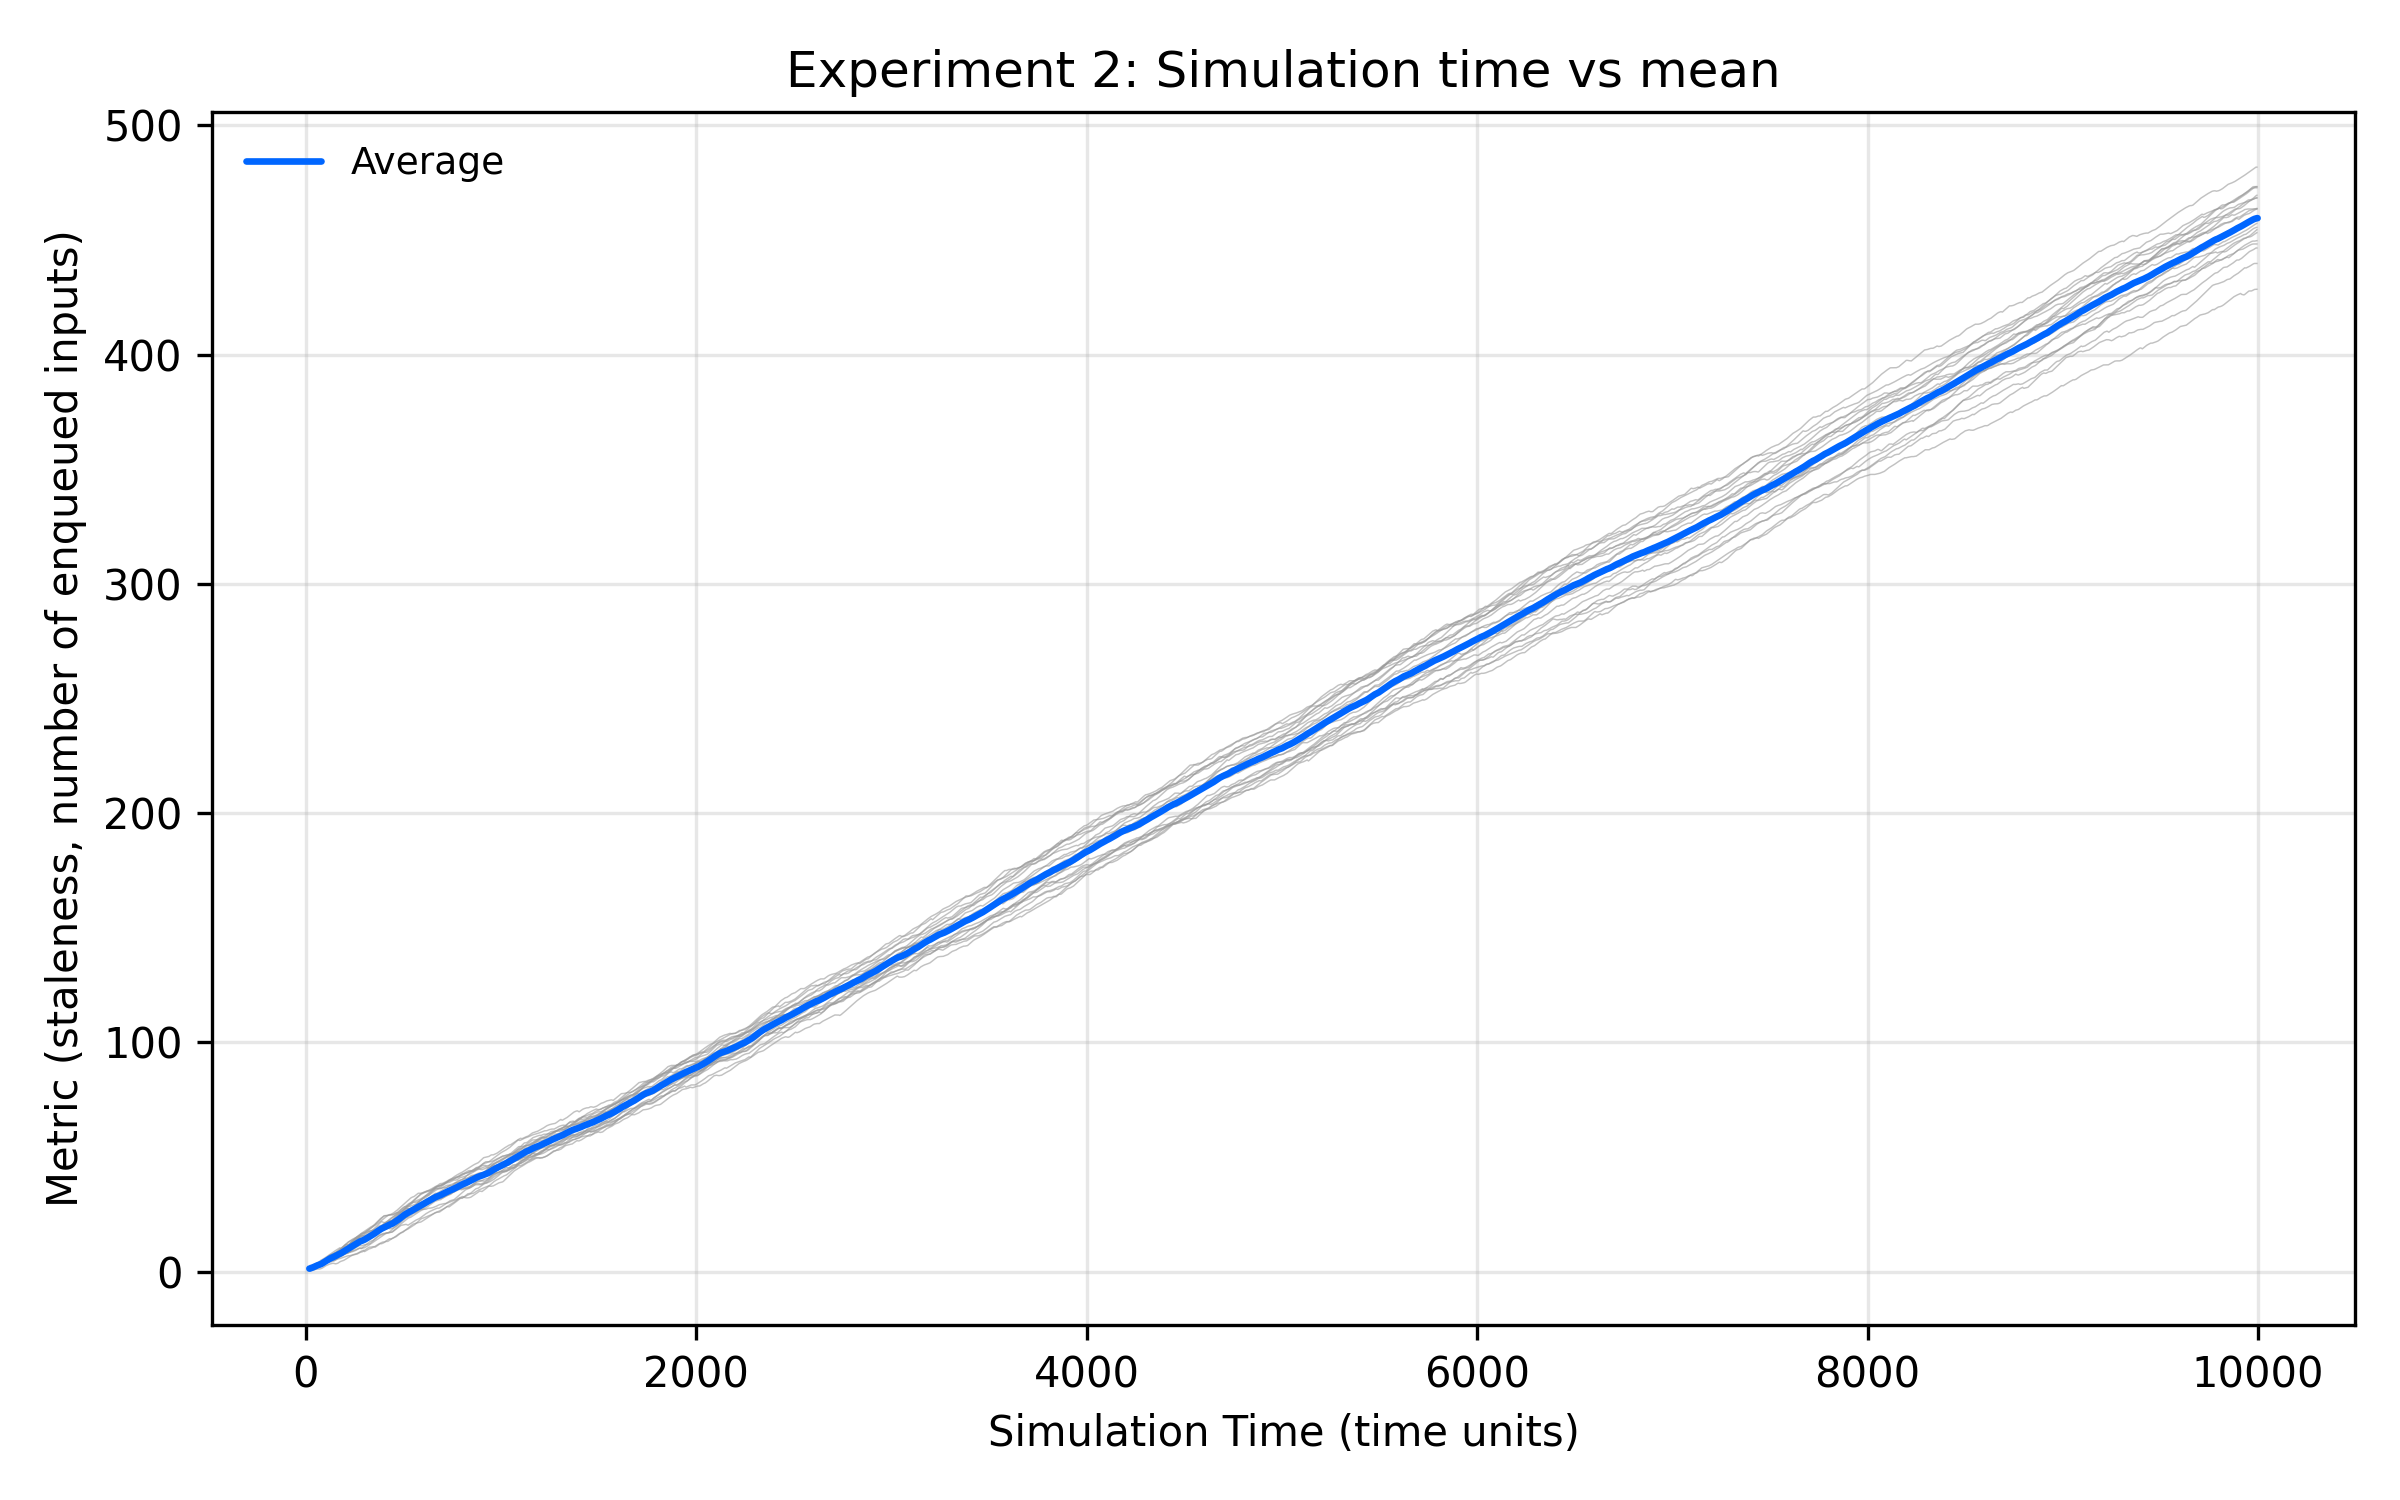 Experiment 2: Simulation time vs mean
Average
Metric (staleness, number of enqueued inputs)
500
400
300
200
100
0
0 2000 4000 6000 8000 10000
Simulation Time (time units)